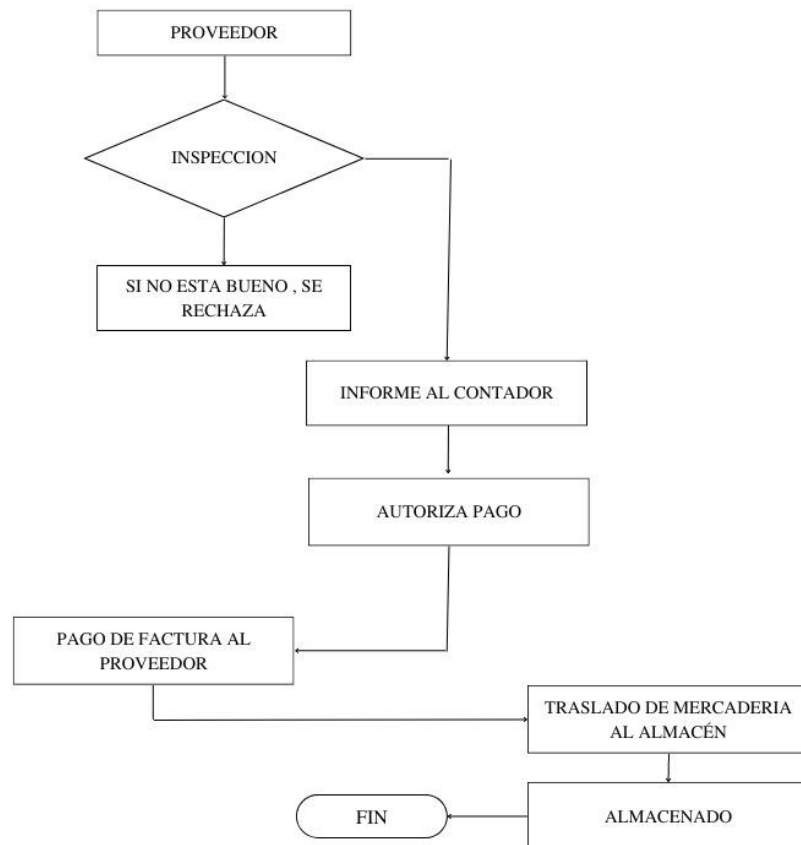 PROVEEDOR
INSPECCION
SI NO ESTA BUENO , SE
RECHAZA
INFORME AL CONTADOR
AUTORIZA PAGO
PAGO DE FACTURA AL
PROVEEDOR
TRASLADO DE MERCADERIA
AL ALMACÉN
ALMACENADO
FIN